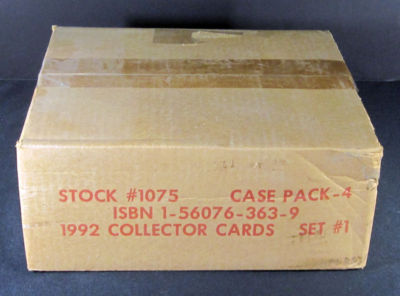 STOCK #1075 CASE PACK-4
ISBN 1-56076-363-9
1992 COLLECTOR CARDS SET #1